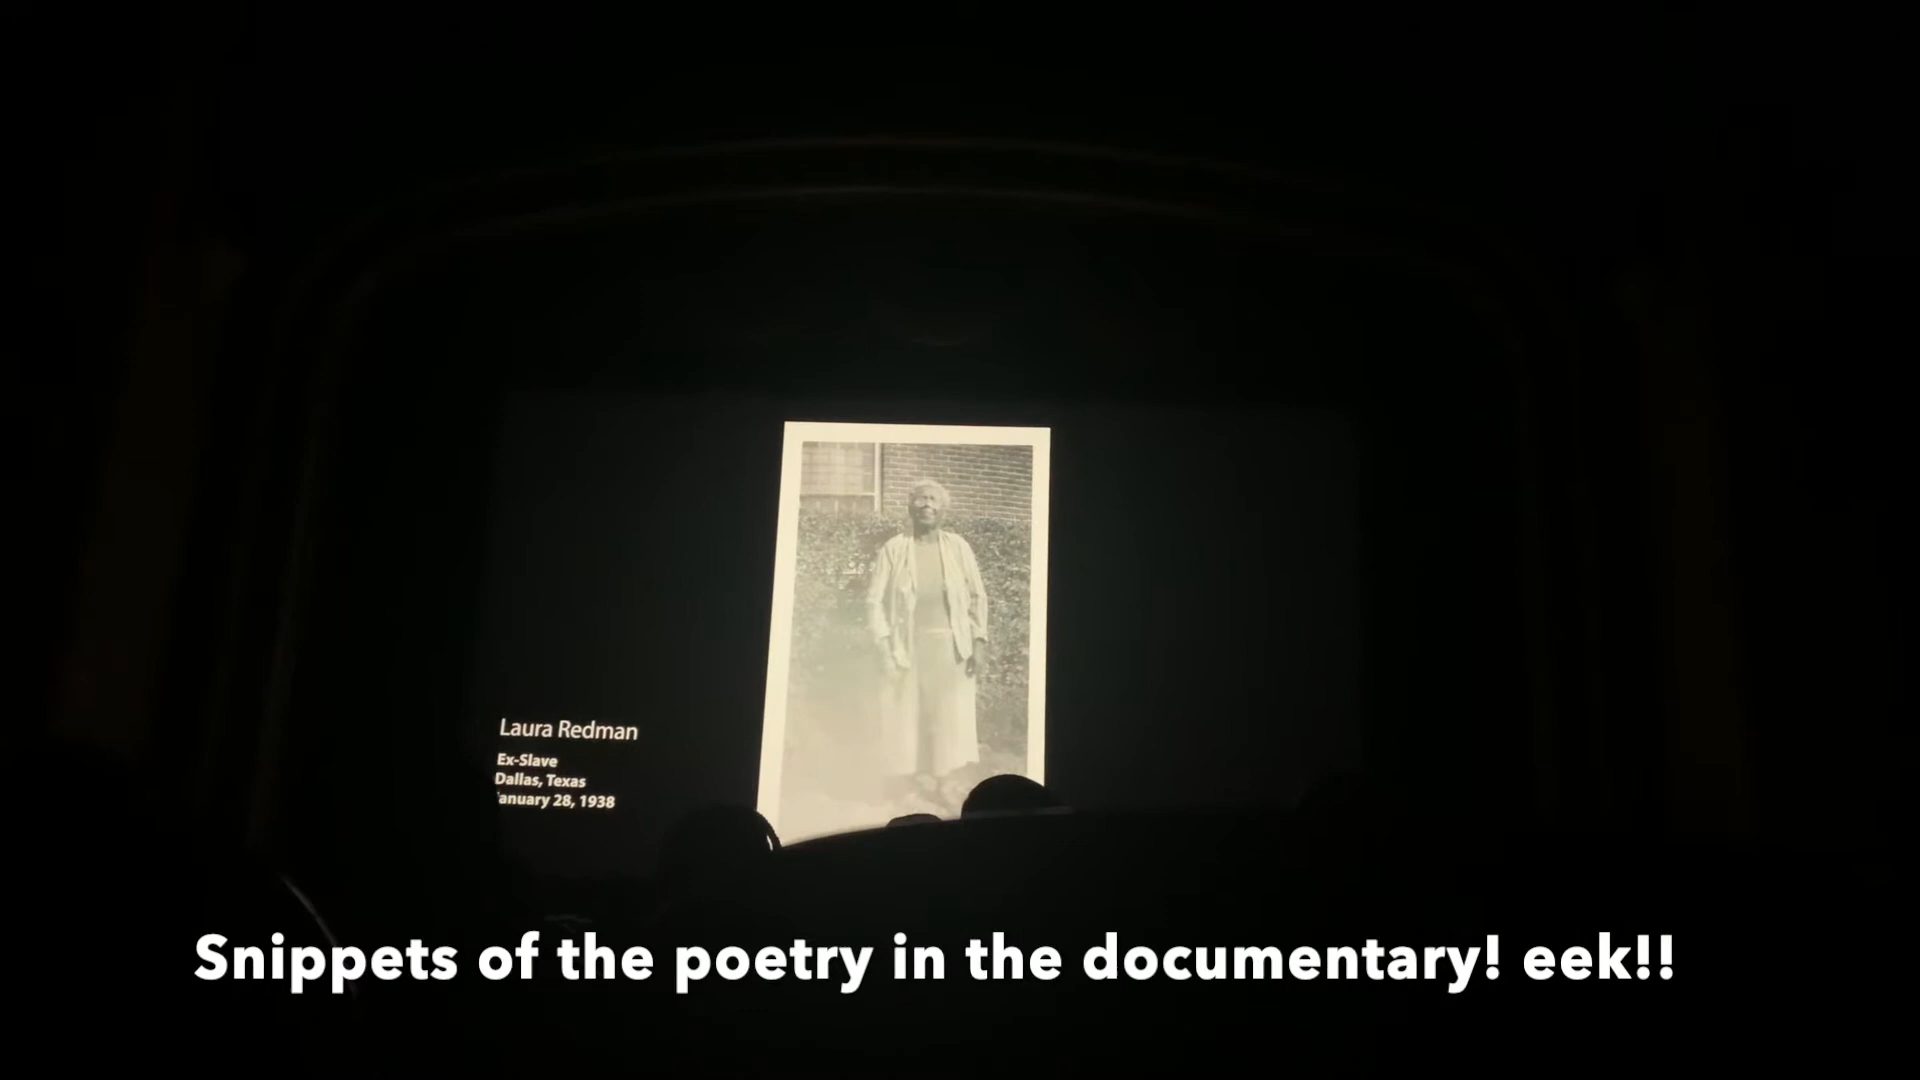 Laura Redman
Ex-Slave
Dallas, Texas
anuary 28, 1938
Snippets of the poetry in the documentary! eek!!